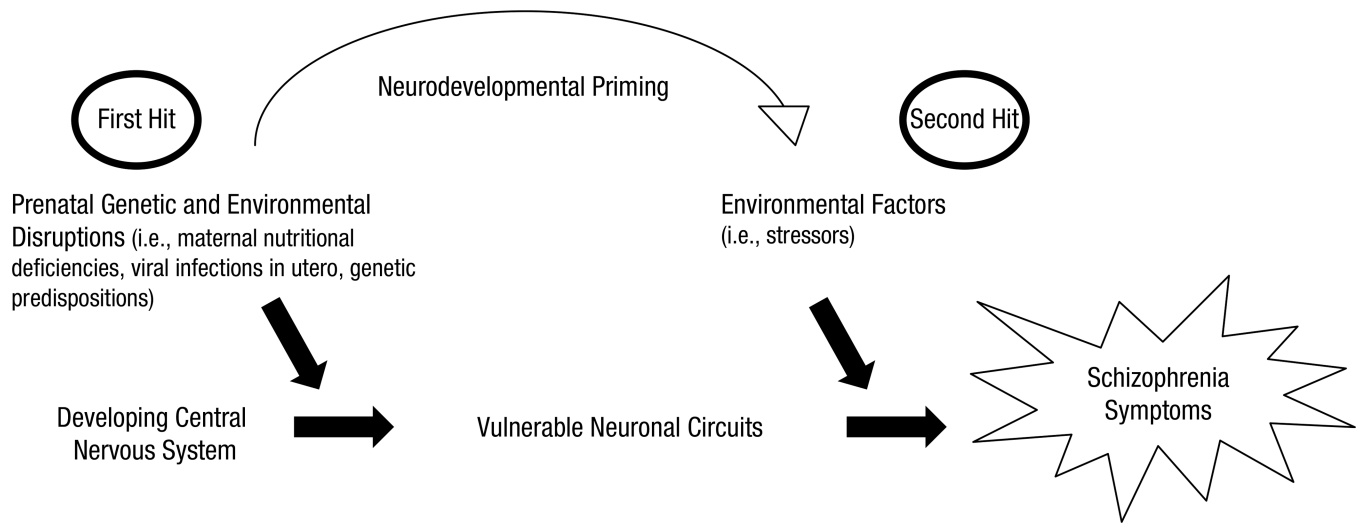 Neurodevelopmental Priming
First Hit
Second Hit
Prenatal Genetic and Environmental
Disruptions (i.e., maternal nutritional
deficiencies, viral infections in utero, genetic
predispositions)
Environmental Factors
(i.e., stressors)
Developing Central
Nervous System
Vulnerable Neuronal Circuits
Schizophrenia
Symptoms